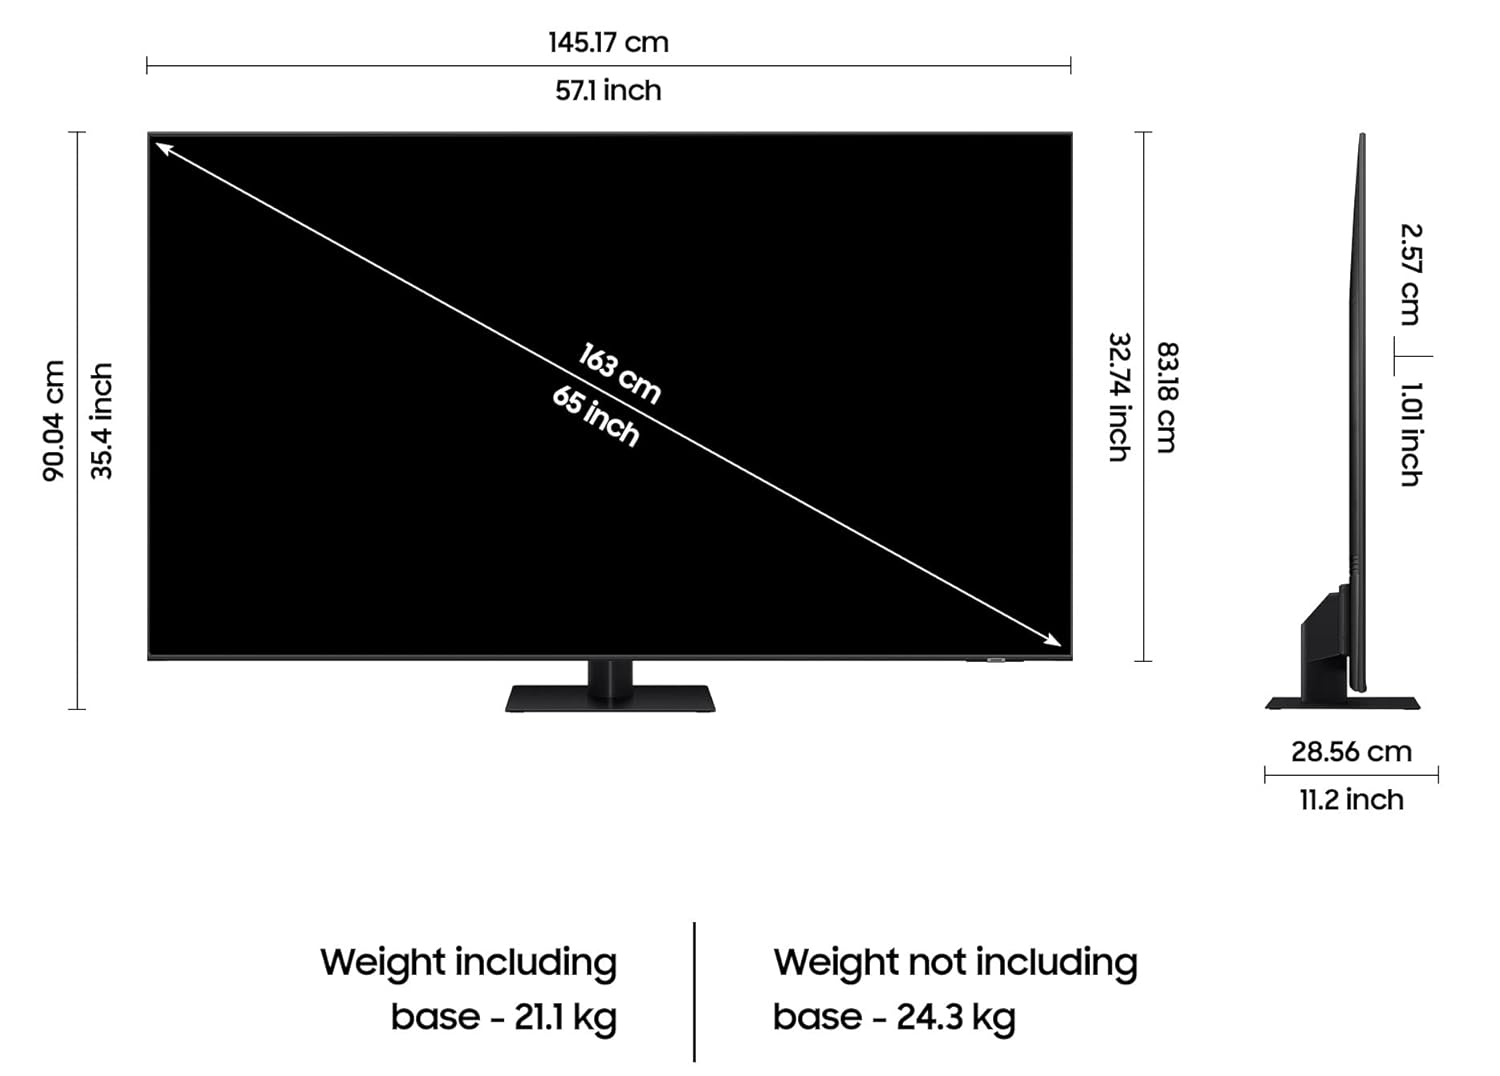 145.17 cm
57.1 inch
90.04 cm
35.4 inch
163 cm
65 inch
32.74 inch
83.18 cm
2.57 cm
1.01 inch
28.56 cm
11.2 inch
Weight including
base - 21.1 kg
Weight not including
base - 24.3 kg